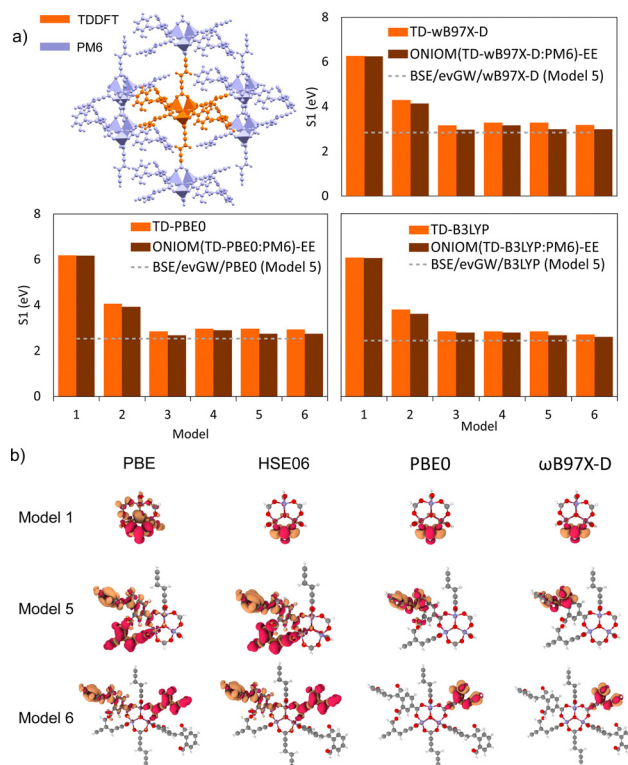 a)
TDDFT
PM6
8
6
4
2
0
S1 (eV)
TD-wB97X-D
ONIOM(TD-wB97X-D:PM6)-EE
BSE/evGW/wB97X-D (Model 5)
8
6
4
2
0
S1 (eV)
TD-PBE0
ONIOM(TD-PBE0:PM6)-EE
BSE/evGW/PBE0 (Model 5)
1 2 3 4 5 6
Model
8
6
4
2
0
S1 (eV)
TD-B3LYP
ONIOM(TD-B3LYP:PM6)-EE
BSE/evGW/B3LYP (Model 5)
1 2 3 4 5 6
Model
b)
PBE HSE06 PBE0 ωB97X-D
Model 1
Model 5
Model 6